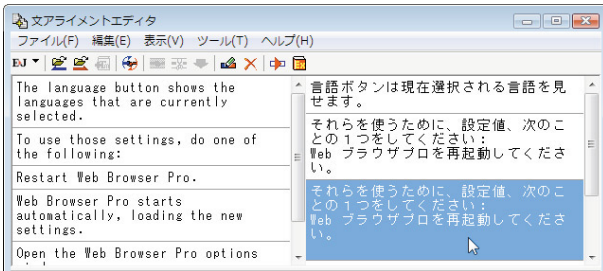 文アライメントエディタ
ファイル(F) 編集(E) 表示(V) ツール(T) ヘルプ(H)
EJ
The language button shows the
languages that are currently
selected.
To use those settings, do one of
the following:
Restart Web Browser Pro.
Web Browser Pro starts
automatically, loading the new
settings.
Open the Web Browser Pro options
言語ボタンは現在選択される言語を見
せます。
それらを使うために、設定値、次のこ
との１つをしてください：
Web ブラウザプロを再起動してくださ
い。
それらを使うために、設定値、次のこ
との１つをしてください：
Web ブラウザプロを再起動してくださ
い。